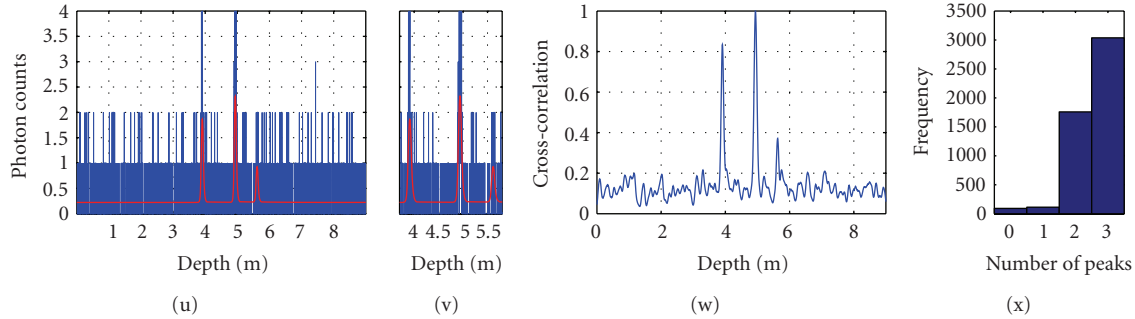 Photon counts
4
3.5
3
2.5
2
1.5
1
0.5
0
1 2 3 4 5 6 7 8
Depth (m)
(u)
4 4.5 5 5.5
Depth (m)
(v)
Cross-correlation
1
0.8
0.6
0.4
0.2
0
0 2 4 6 8
Depth (m)
(w)
Frequency
3500
3000
2500
2000
1500
1000
500
0
0 1 2 3
Number of peaks
(x)